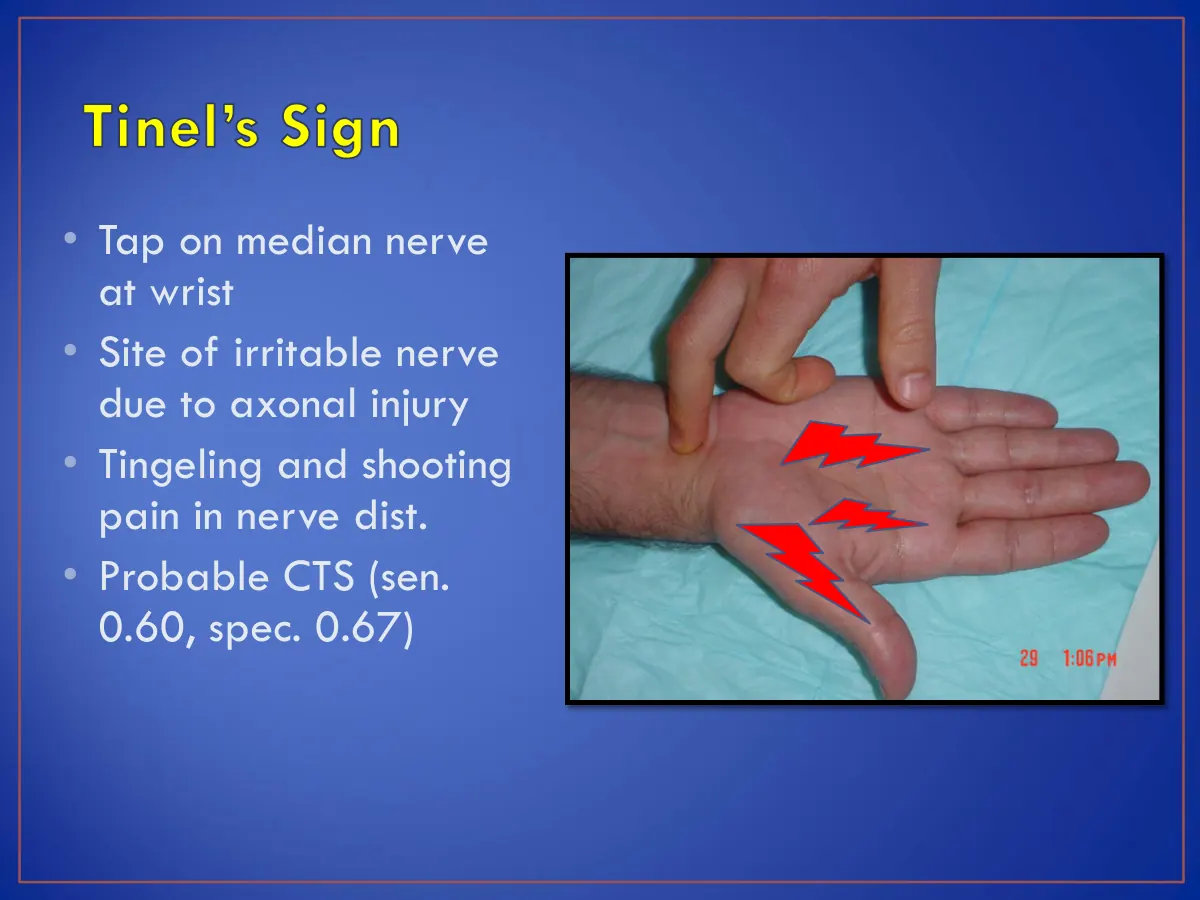 Tinel’s Sign
• Tap on median nerve
at wrist
• Site of irritable nerve
due to axonal injury
• Tingeling and shooting
pain in nerve dist.
• Probable CTS (sen.
0.60, spec. 0.67)
29 1:06PM